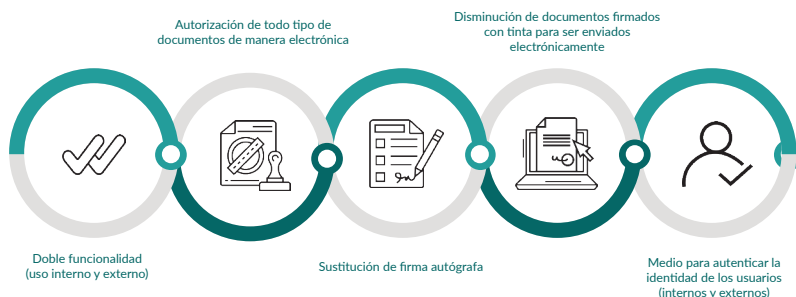 Autorización de todo tipo de
documentos de manera electrónica
Disminución de documentos firmados
con tinta para ser enviados
electrónicamente
Doble funcionalidad
(uso interno y externo)
Sustitución de firma autógrafa
Medio para autenticar la
identidad de los usuarios
(internos y externos)